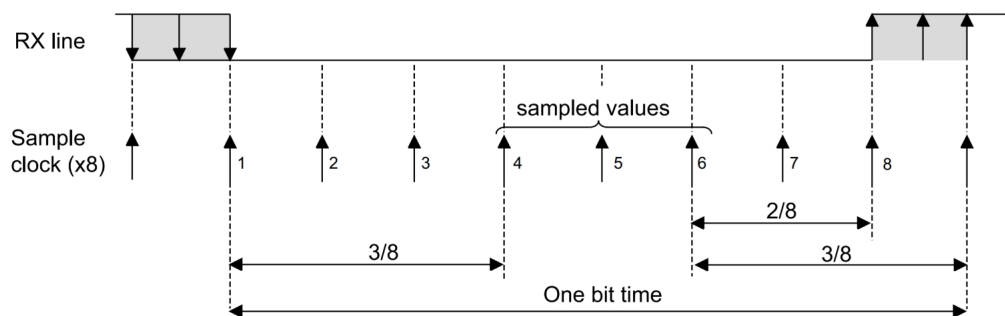 RX line
sampled values
Sample
clock (x8)
1 2 3 4 5 6 7 8
2/8
3/8 3/8
One bit time